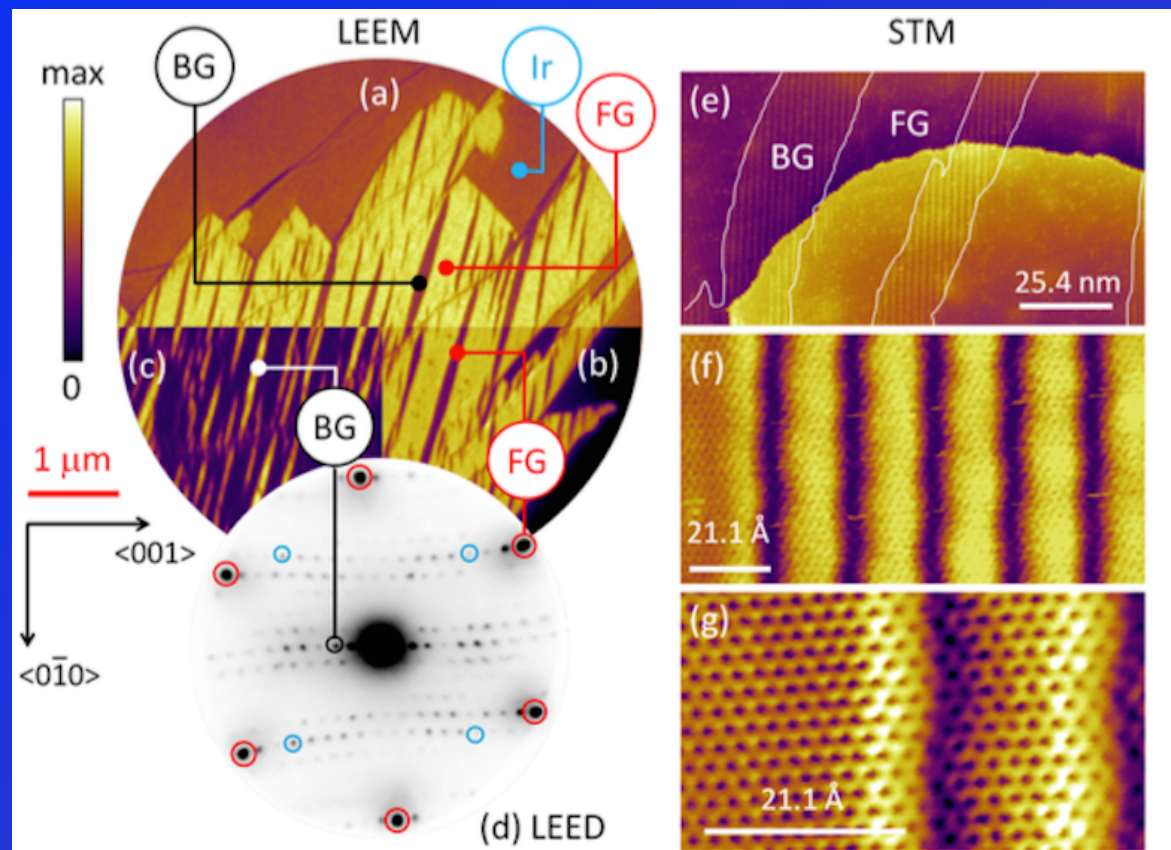 LEEM
STM
max
0
BG
(a)
Ir
FG
(c)
(b)
BG
FG
1 μm
<001>
<01̅0>
(d) LEED
(e)
BG
FG
25.4 nm
(f)
21.1 Å
(g)
21.1 Å